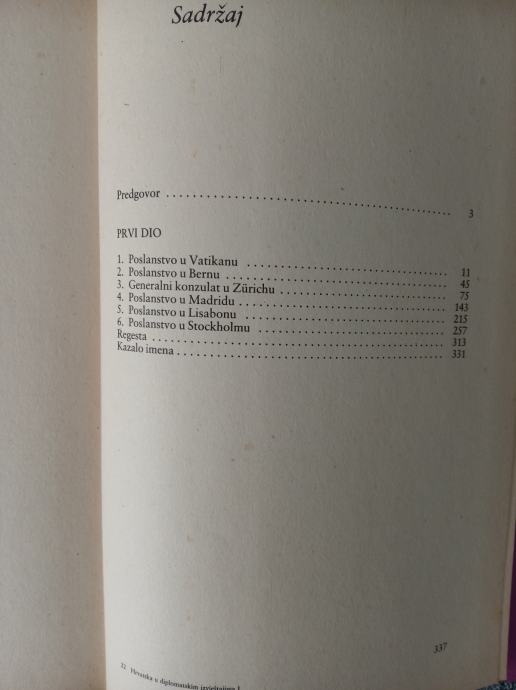 Sadržaj
Predgovor . . . . . . . . . . . . . . . . . . . . . . . . . . . . . . . . . . . . . . . . 3
PRVI DIO
1. Poslanstvo u Vatikanu . . . . . . . . . . . . . . . . . . . . . . . . . . . . 11
2. Poslanstvo u Bernu . . . . . . . . . . . . . . . . . . . . . . . . . . . . . . 45
3. Generalni konzulat u Zürichu . . . . . . . . . . . . . . . . . . . . . . . 75
4. Poslanstvo u Madridu . . . . . . . . . . . . . . . . . . . . . . . . . . . . 143
5. Poslanstvo u Lisabonu . . . . . . . . . . . . . . . . . . . . . . . . . . . . 215
6. Poslanstvo u Stockholmu . . . . . . . . . . . . . . . . . . . . . . . . . . 257
Regesta . . . . . . . . . . . . . . . . . . . . . . . . . . . . . . . . . . . . . . . . 313
Kazalo imena . . . . . . . . . . . . . . . . . . . . . . . . . . . . . . . . . . . . 331
337
22 Hrvatska u diplomatskim izvještajima I